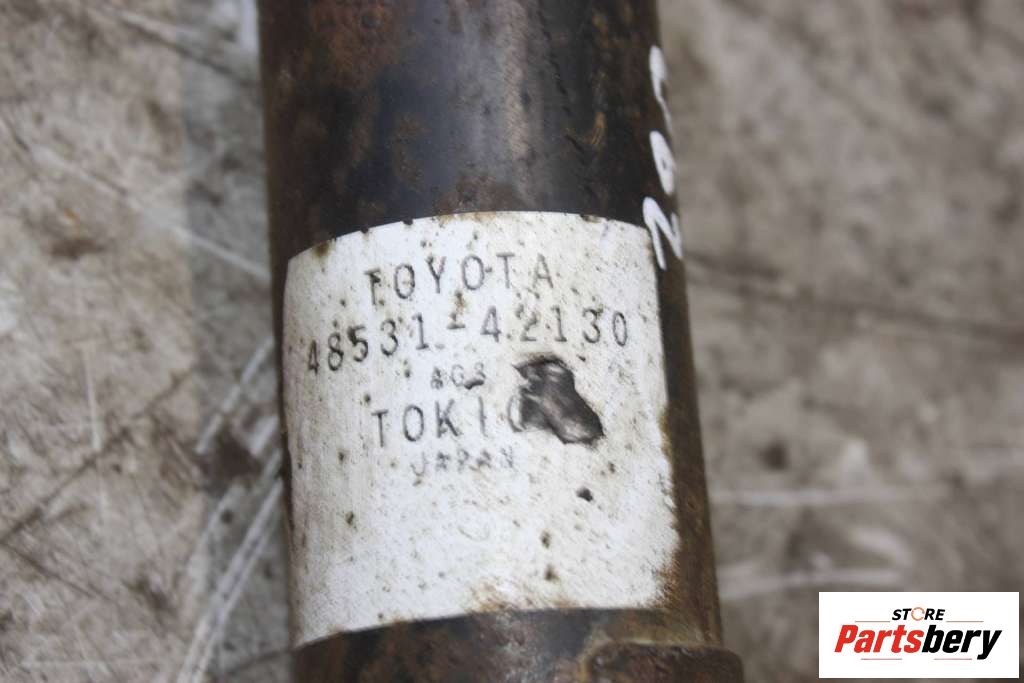 TOYOTA
48531-42130
TOKIC
JAPAN
STORE
Partsbery